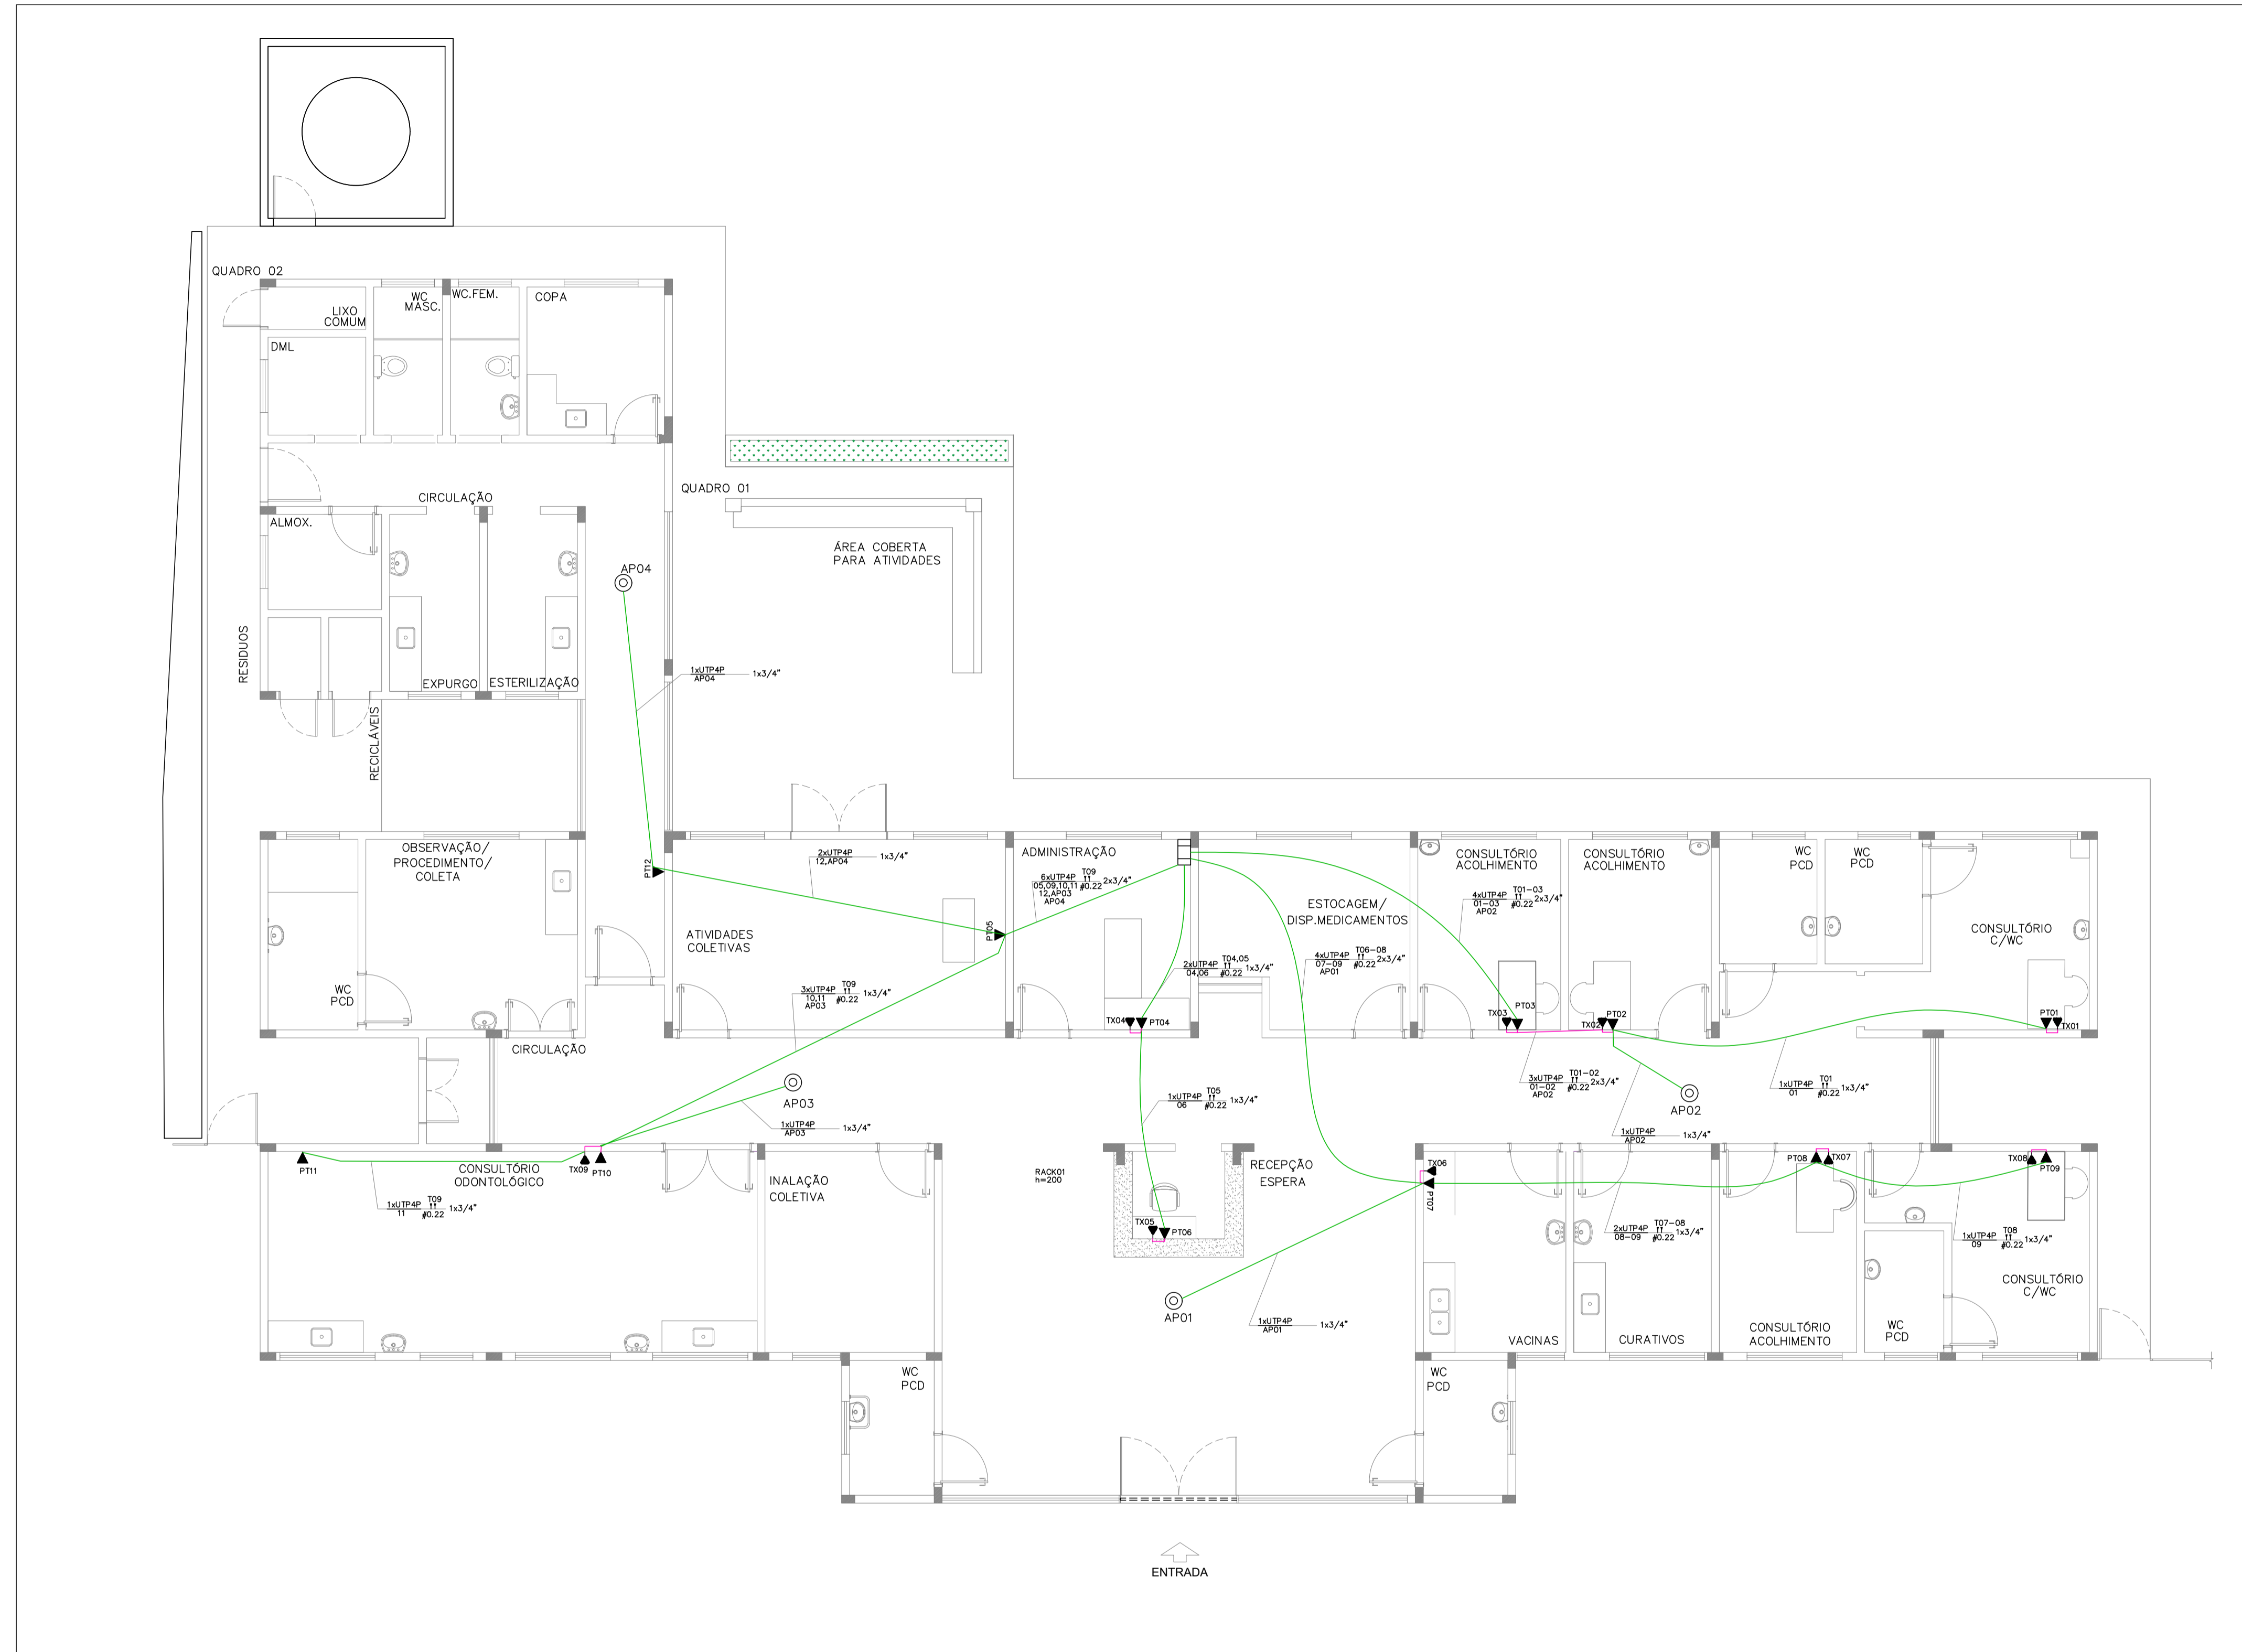 QUADRO 02
LIXO
COMUM
WC
MASC.
WC.FEM.
COPA
DML
CIRCULAÇÃO
QUADRO 01
ALMOX.
ÁREA COBERTA
PARA ATIVIDADES
AP04
RESIDUOS
EXPURGO
ESTERILIZAÇÃO
1xUTP4P 1x3/4"
AP04
RECICLÁVEIS
OBSERVAÇÃO/
PROCEDIMENTO/
COLETA
PT12
2xUTP4P 1x3/4"
12,AP04
ADMINISTRAÇÃO
6xUTP4P T09 2x3/4"
05,09,10,11 #0.22
12,AP03
AP04
PT05
ATIVIDADES
COLETIVAS
ESTOCAGEM/
DISP.MEDICAMENTOS
CONSULTÓRIO
ACOLHIMENTO
CONSULTÓRIO
ACOLHIMENTO
4xUTP4P T01-03 2x3/4"
01-03 #0.22
AP02
WC
PCD
WC
PCD
CONSULTÓRIO
C/WC
4xUTP4P T06-08 2x3/4"
07-09 #0.22
AP01
2xUTP4P T04,05 1x3/4"
04,06 #0.22
3xUTP4P T09 1x3/4"
10,11 #0.22
AP03
WC
PCD
TX04
PT04
TX03
PT03
TX02
PT02
PT01
TX01
CIRCULAÇÃO
AP03
1xUTP4P 1x3/4"
AP03
1xUTP4P T05 1x3/4"
06 #0.22
3xUTP4P T01-02 2x3/4"
01-02 #0.22
AP02
AP02
1xUTP4P 1x3/4"
AP02
1xUTP4P T01 1x3/4"
01 #0.22
PT11
TX09
PT10
CONSULTÓRIO
ODONTOLÓGICO
1xUTP4P T09 1x3/4"
11 #0.22
INALAÇÃO
COLETIVA
RACK01
h=200
RECEPÇÃO
ESPERA
TX05
PT06
TX06
PT07
PT08
TX07
TX08
PT09
2xUTP4P T07-08 1x3/4"
08-09 #0.22
1xUTP4P T08 1x3/4"
09 #0.22
AP01
1xUTP4P 1x3/4"
AP01
VACINAS
CURATIVOS
CONSULTÓRIO
ACOLHIMENTO
WC
PCD
CONSULTÓRIO
C/WC
WC
PCD
WC
PCD
ENTRADA